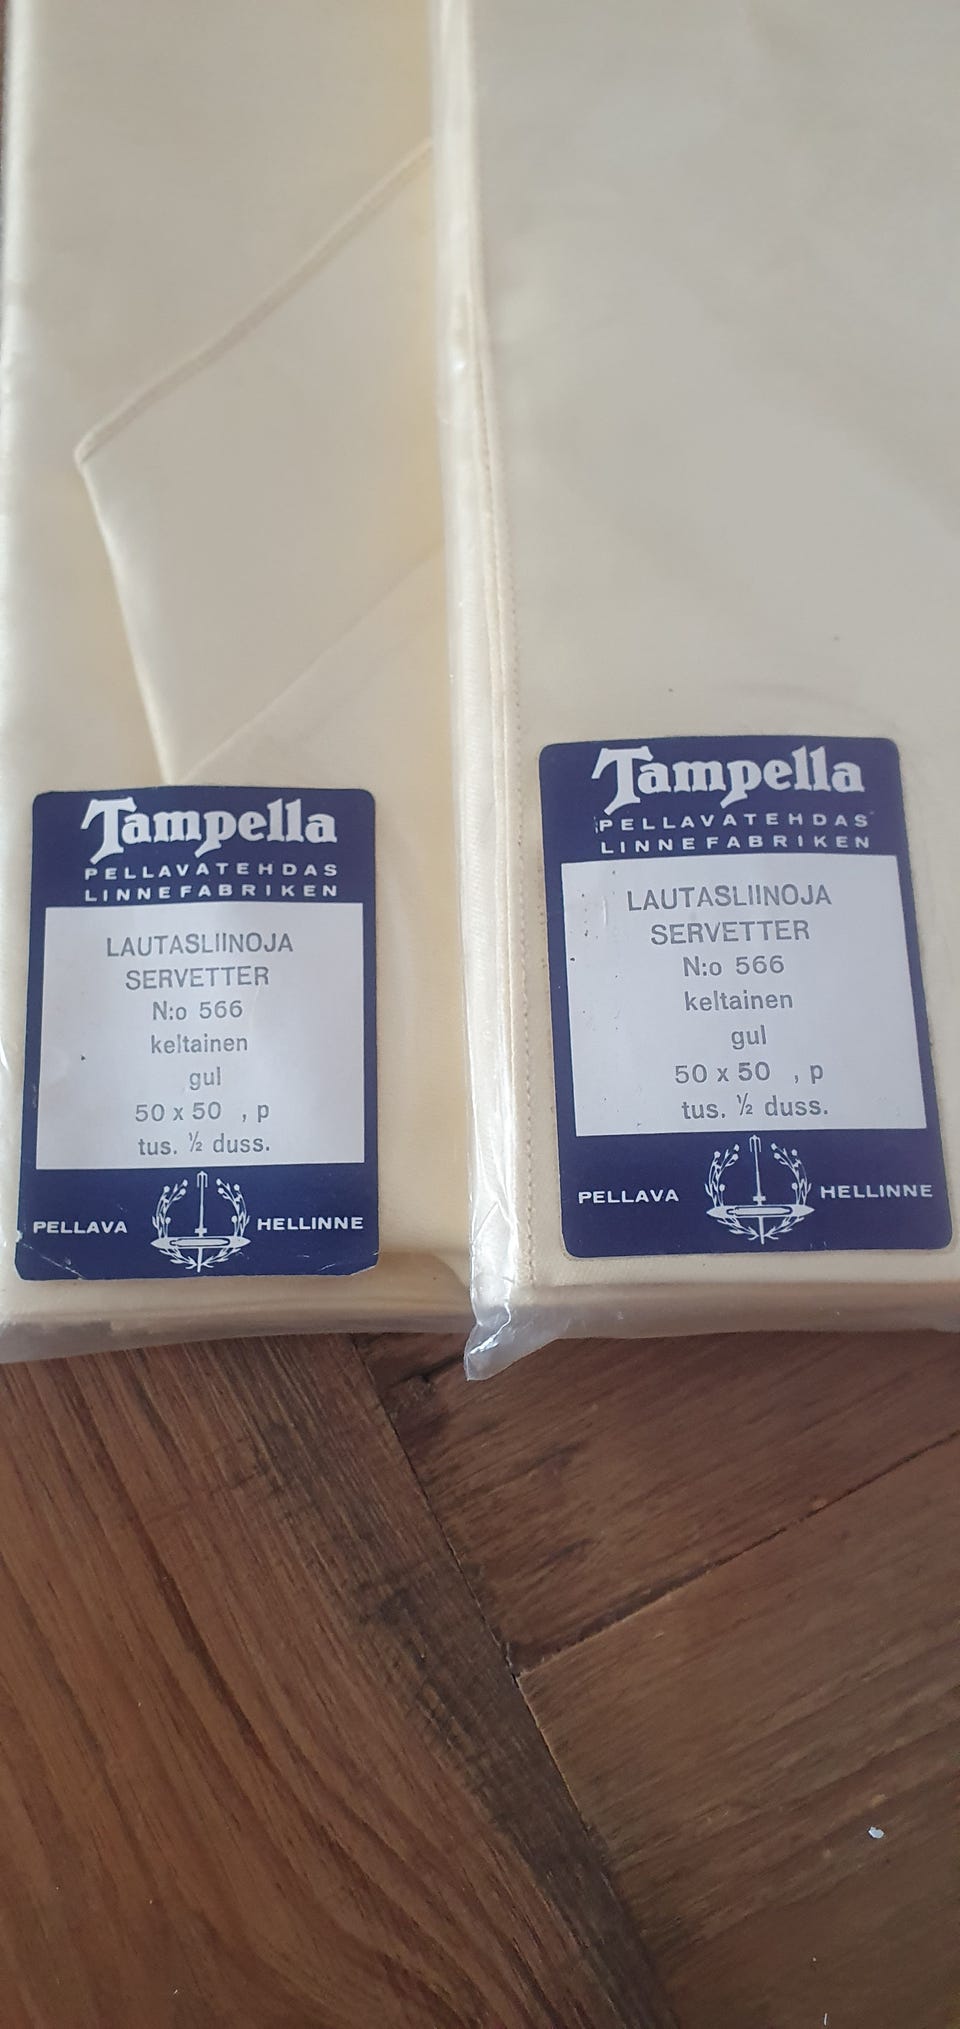 Tampella
PELLAVATEHDAS
LINNEFABRIKEN
LAUTASLIINOJA
SERVETTER
N:o 566
keltainen
gul
50 x 50 , p
tus. ½ duss.
PELLAVA HELLINNE
Tampella
PELLAVATEHDAS
LINNEFABRIKEN
LAUTASLIINOJA
SERVETTER
N:o 566
keltainen
gul
50 x 50 , p
tus. ½ duss.
PELLAVA HELLINNE